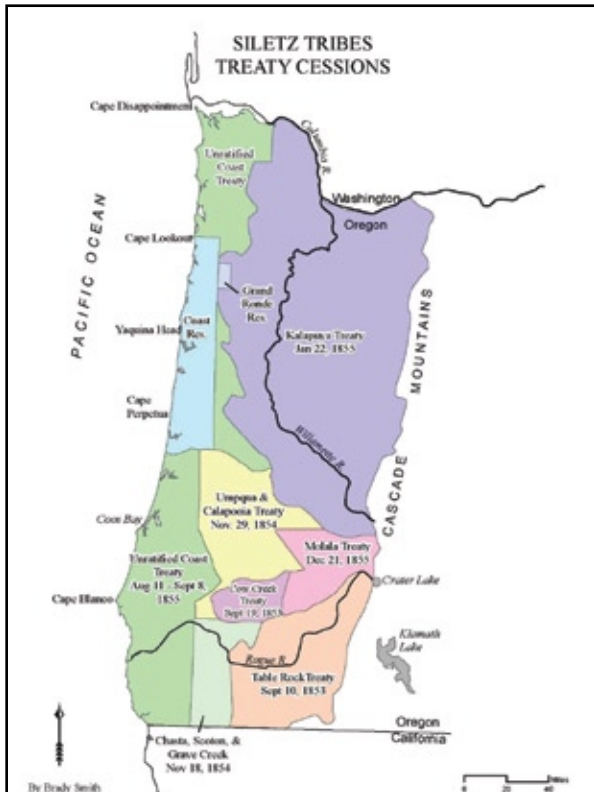 SILETZ TRIBES
TREATY CESSIONS
Cape Disappointment
Unratified
Coast
Treaty
Columbia R.
Washington
Oregon
Cape Lookout
PACIFIC OCEAN
Grand
Ronde
Res.
Coast
Res.
Yaquina Head
Kalapuya Treaty
Jan 22, 1855
CASCADE MOUNTAINS
Cape
Perpetua
Willamette R.
Umpqua &
Calapooia Treaty
Nov. 29, 1854
Coos Bay
Molala Treaty
Dec 21, 1855
Unratified Coast
Treaty
Aug 11 - Sept 8,
1855
Cow Creek
Treaty
Sept 19, 1853
Crater Lake
Cape Blanco
Klamath
Lake
Rogue R.
Table Rock Treaty
Sept 10, 1853
Oregon
California
Chasta, Scoton, &
Grave Creek
Nov 18, 1854
By Brady Smith
Miles
0 20 40